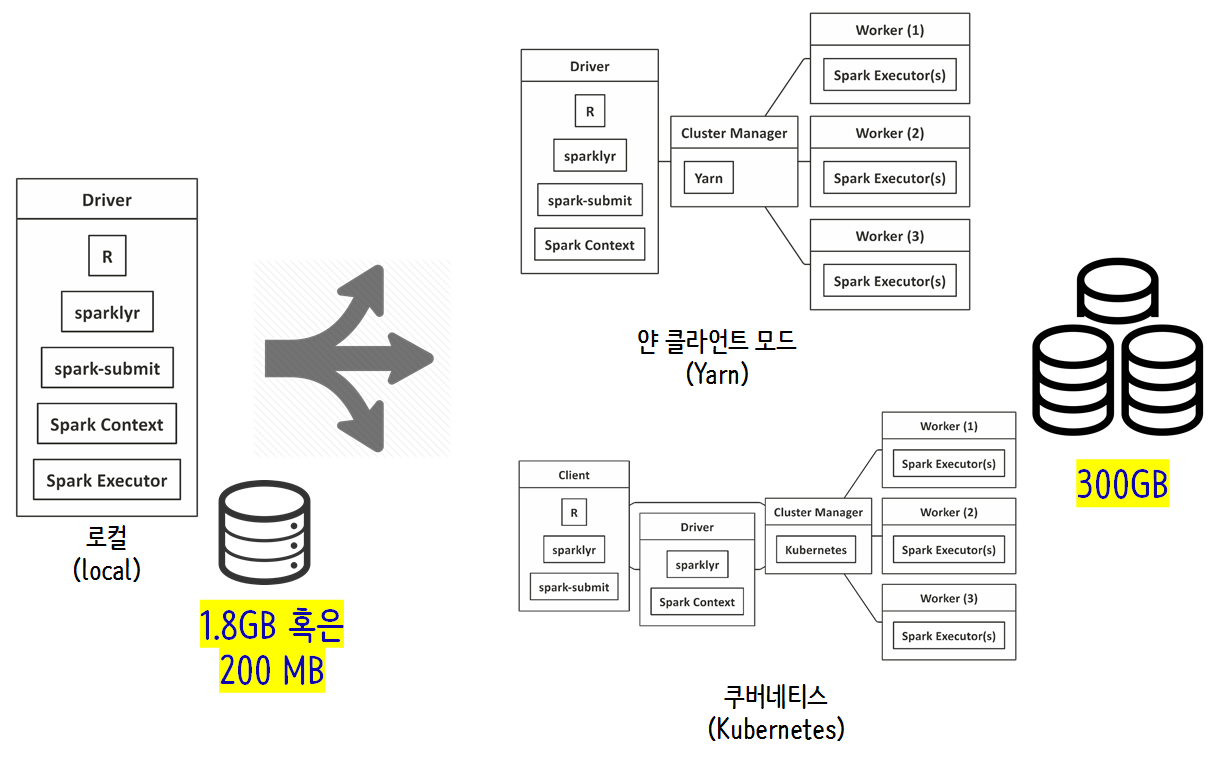 Driver
R
sparklyr
spark-submit
Spark Context
Spark Executor
로컬
(local)
1.8GB 혹은
200 MB
Driver
R
sparklyr
spark-submit
Spark Context
Cluster Manager
Yarn
Worker (1)
Spark Executor(s)
Worker (2)
Spark Executor(s)
Worker (3)
Spark Executor(s)
얀 클라언트 모드
(Yarn)
Client
R
sparklyr
spark-submit
Driver
sparklyr
Spark Context
Cluster Manager
Kubernetes
Worker (1)
Spark Executor(s)
Worker (2)
Spark Executor(s)
Worker (3)
Spark Executor(s)
쿠버네티스
(Kubernetes)
300GB